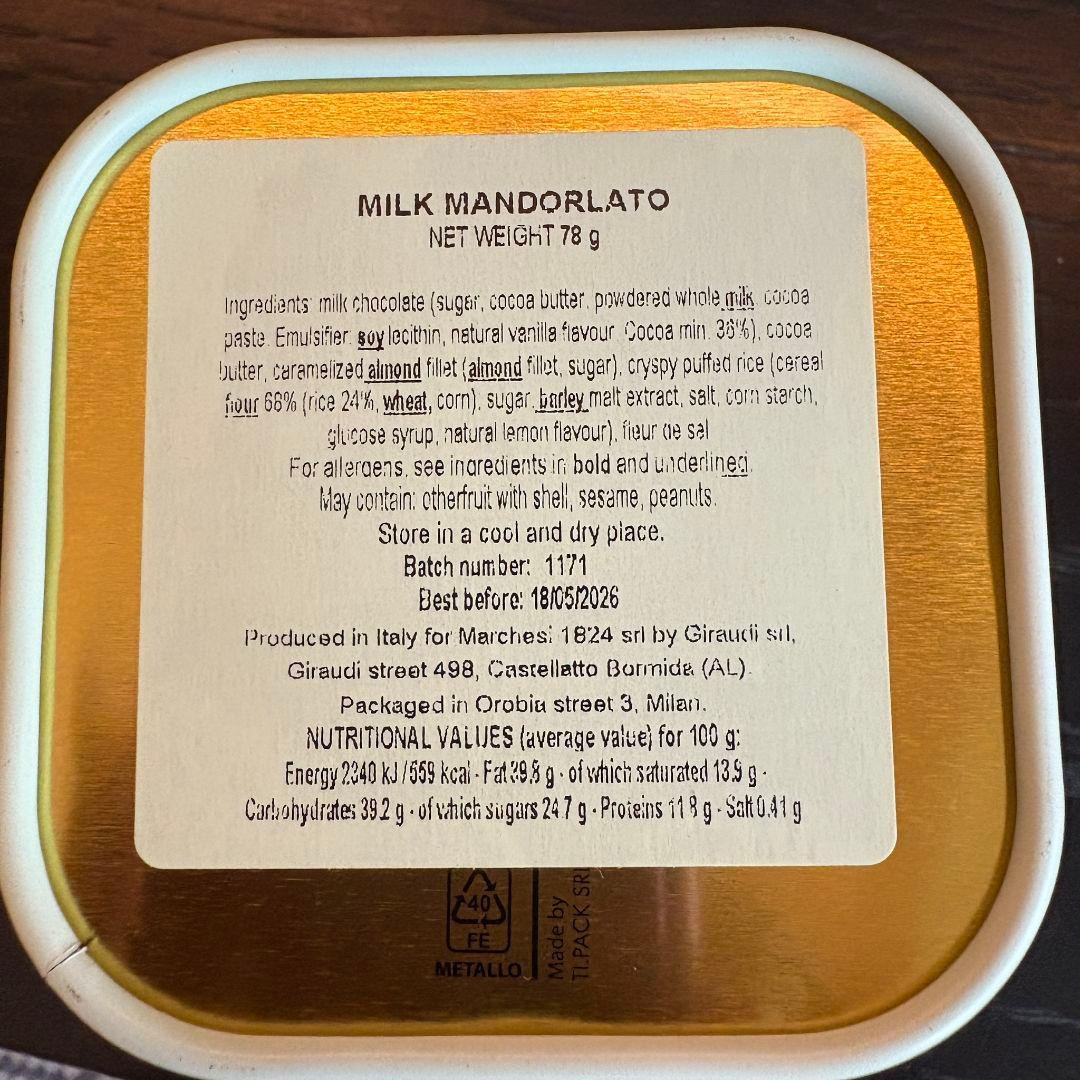 MILK MANDORLATO
NET WEIGHT 78 g
Ingredients: milk chocolate (sugar, cocoa butter, powdered whole milk, cocoa
paste. Emulsifier: soy lecithin, natural vanilla flavour. Cocoa min. 36%), cocoa
butter, caramelized almond fillet (almond fillet, sugar), cryspy puffed rice (cereal
flour 68% (rice 24%, wheat, corn), sugar, barley malt extract, salt, corn starch,
glucose syrup, natural lemon flavour), fleur de sel
For allergens, see ingredients in bold and underlined.
May contain: otherfruit with shell, sesame, peanuts.
Store in a cool and dry place.
Batch number: 1171
Best before: 18/05/2026
Produced in Italy for Marchesi 1824 srl by Giraudi srl,
Giraudi street 498, Castellatto Bormida (AL).
Packaged in Orobia street 3, Milan.
NUTRITIONAL VALUES (average value) for 100 g:
Energy 2340 kJ / 559 kcal - Fat 39.8 g - of which saturated 13.9 g -
Carbohydrates 39.2 g - of which sugars 24.7 g - Proteins 11.8 g - Salt 0.41 g
40
FE
METALLO
Made by
TI.PACK SRL